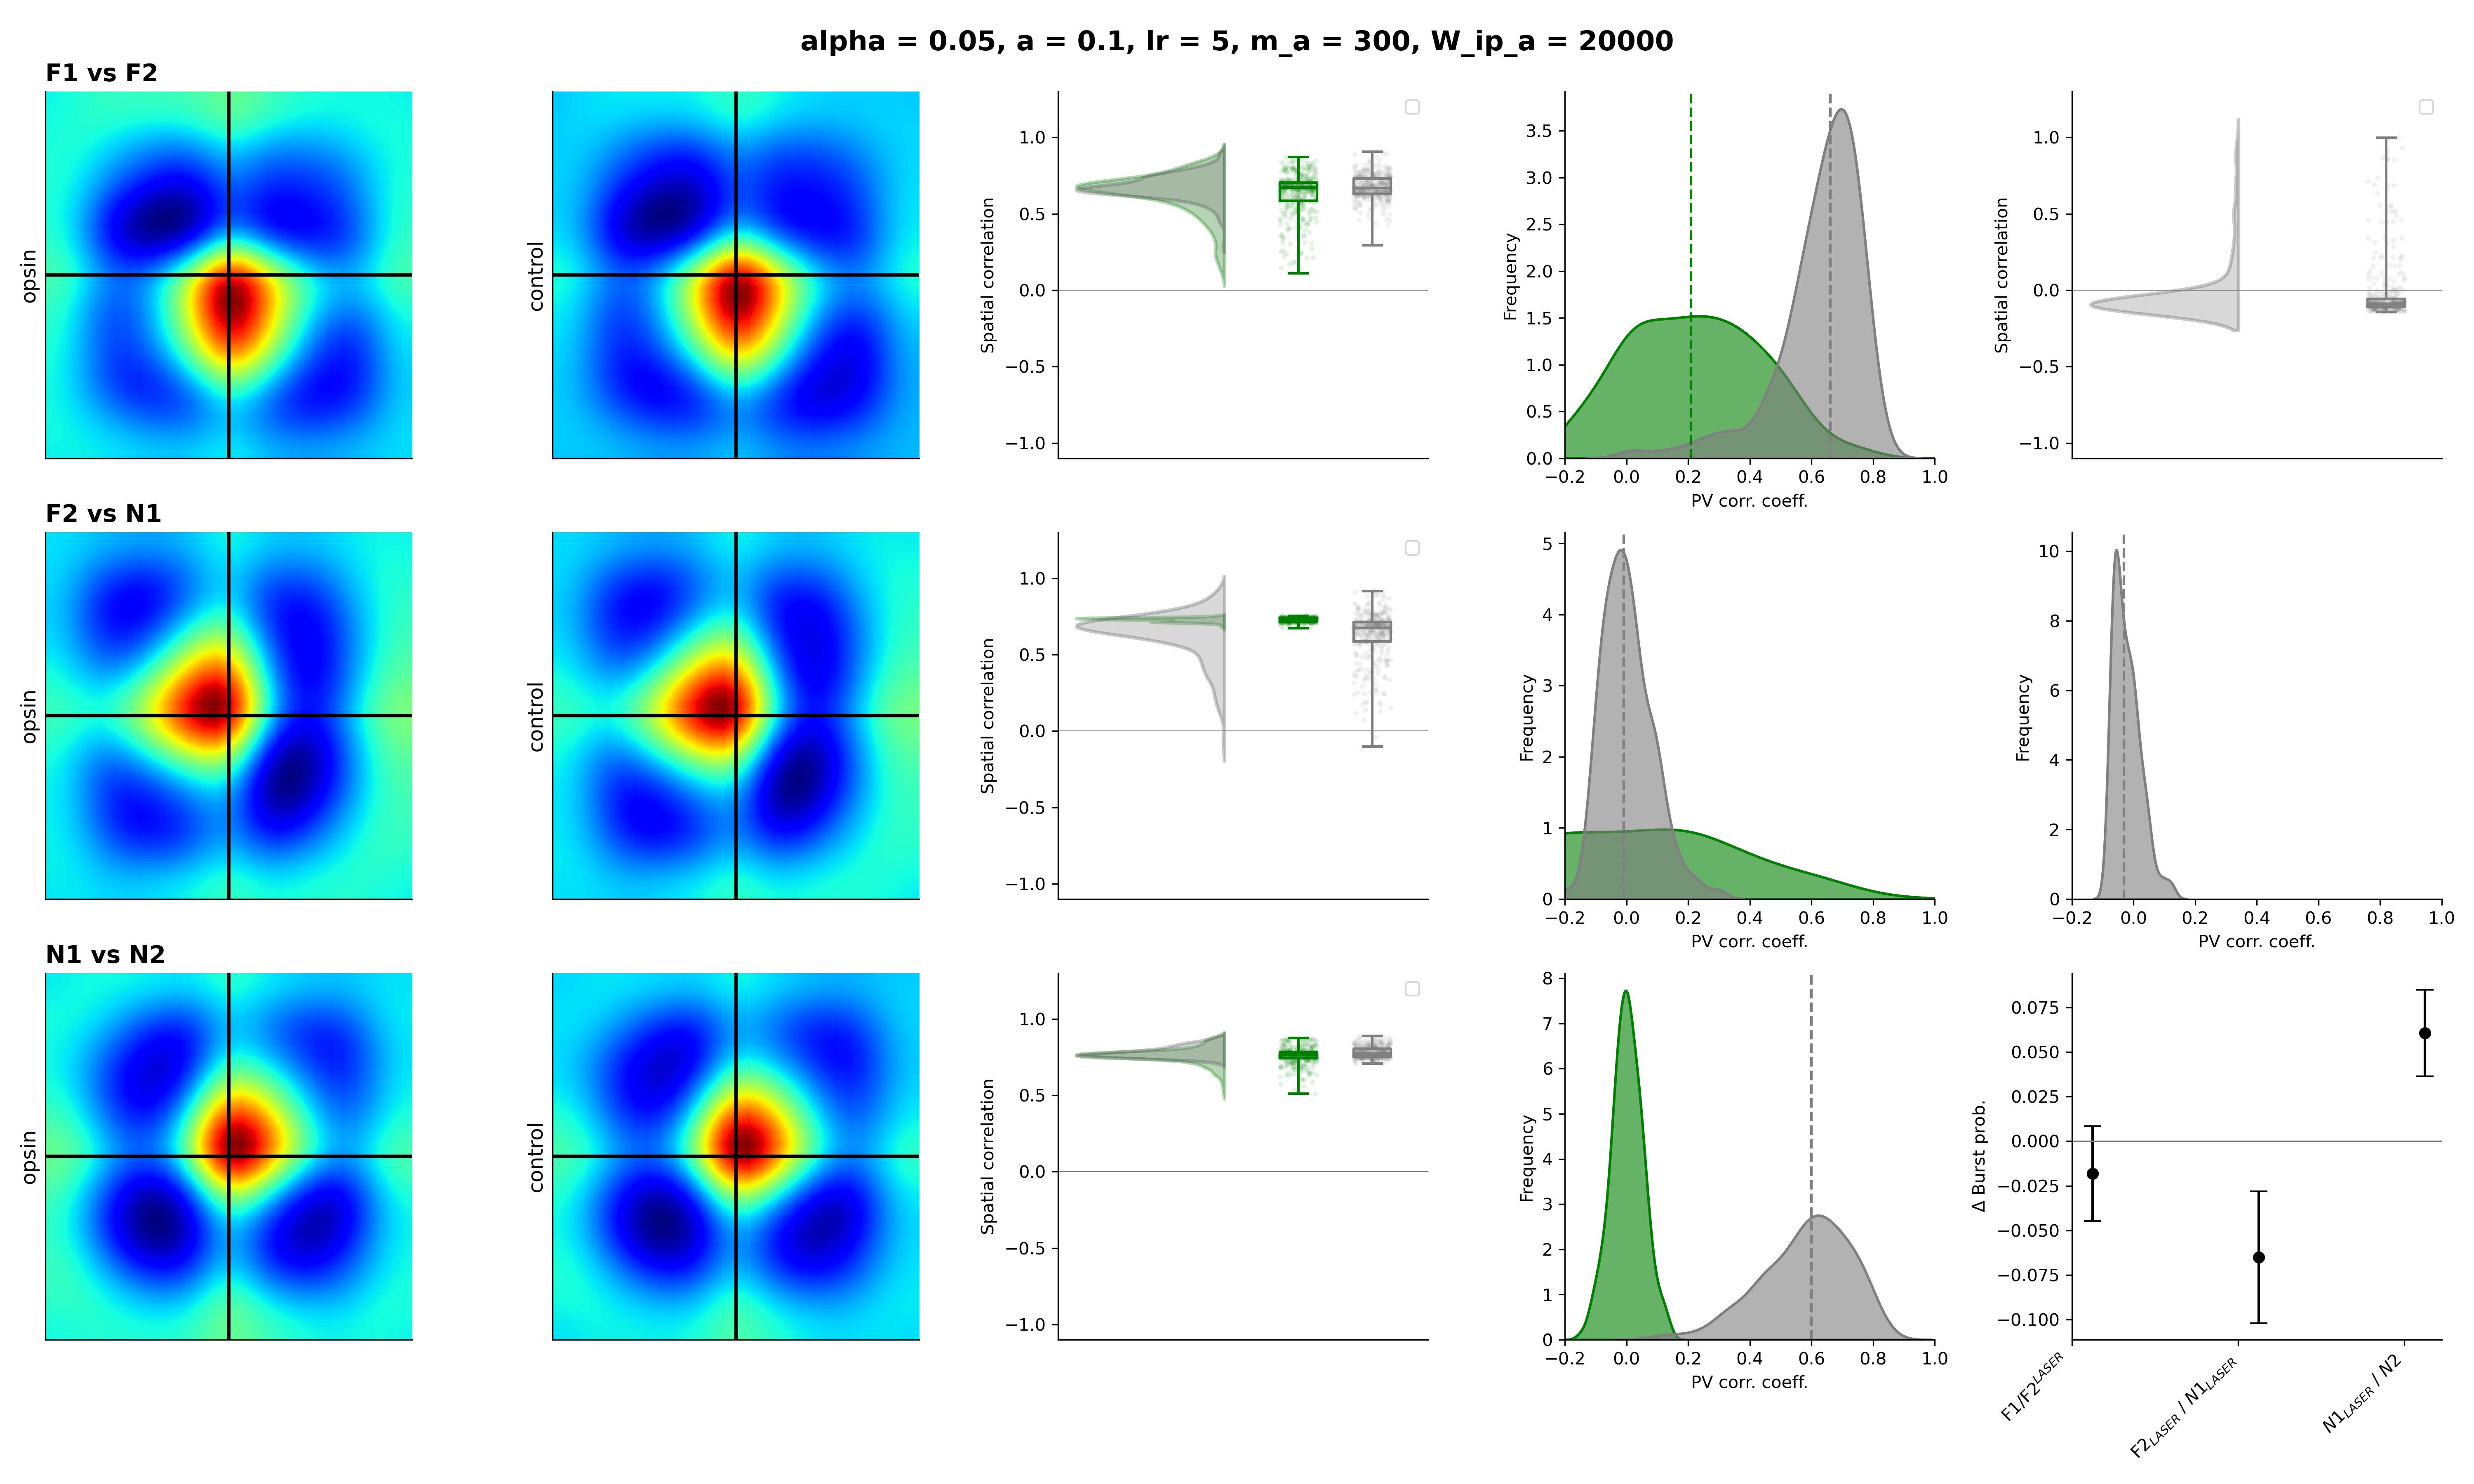 alpha = 0.05, a = 0.1, lr = 5, m_a = 300, W_ip_a = 20000
F1 vs F2
opsin
control
Spatial correlation
1.0
0.5
0.0
−0.5
−1.0
Frequency
3.5
3.0
2.5
2.0
1.5
1.0
0.5
0.0
−0.2 0.0 0.2 0.4 0.6 0.8 1.0
PV corr. coeff.
Spatial correlation
1.0
0.5
0.0
−0.5
−1.0
F2 vs N1
opsin
control
Spatial correlation
1.0
0.5
0.0
−0.5
−1.0
Frequency
5
4
3
2
1
0
−0.2 0.0 0.2 0.4 0.6 0.8 1.0
PV corr. coeff.
Frequency
10
8
6
4
2
0
−0.2 0.0 0.2 0.4 0.6 0.8 1.0
PV corr. coeff.
N1 vs N2
opsin
control
Spatial correlation
1.0
0.5
0.0
−0.5
−1.0
Frequency
8
7
6
5
4
3
2
1
0
−0.2 0.0 0.2 0.4 0.6 0.8 1.0
PV corr. coeff.
Δ Burst prob.
0.075
0.050
0.025
0.000
−0.025
−0.050
−0.075
−0.100
F1/F2LASER
F2LASER / N1LASER
N1LASER / N2